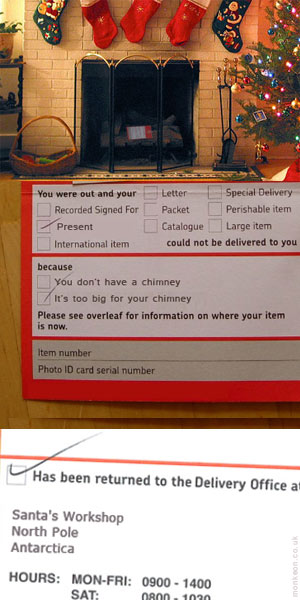 You were out and your
Letter
Special Delivery
Recorded Signed For
Packet
Perishable item
Present
Catalogue
Large item
International item
could not be delivered to you
because
You don't have a chimney
It's too big for your chimney
Please see overleaf for information on where your item
is now.
Item number
Photo ID card serial number
Has been returned to the Delivery Office at
Santa's Workshop
North Pole
Antarctica
HOURS: MON-FRI: 0900 - 1400
SAT: 0800 - 1030
monkeon.co.uk